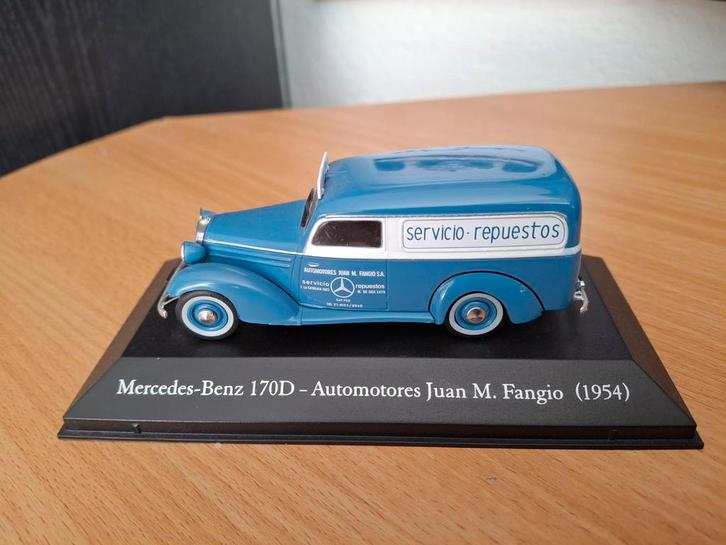 servicio - repuestos
AUTOMOTORES JUAN M. FANGIO S.A.
servicio repuestos
Mercedes-Benz 170D – Automotores Juan M. Fangio (1954)